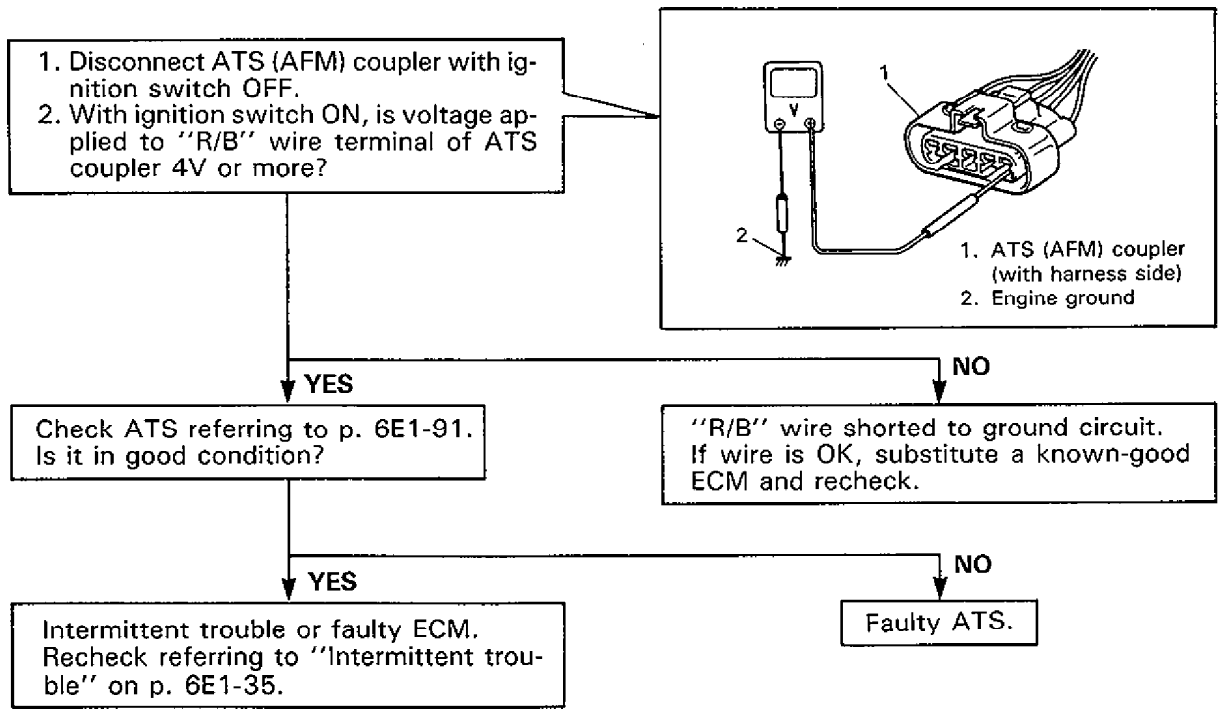 1. Disconnect ATS (AFM) coupler with ig-
nition switch OFF.
2. With ignition switch ON, is voltage ap-
plied to ''R/B'' wire terminal of ATS
coupler 4V or more?
V
1
2
1. ATS (AFM) coupler
(with harness side)
2. Engine ground
YES
NO
Check ATS referring to p. 6E1-91.
Is it in good condition?
''R/B'' wire shorted to ground circuit.
If wire is OK, substitute a known-good
ECM and recheck.
YES
NO
Intermittent trouble or faulty ECM.
Recheck referring to ''Intermittent trou-
ble'' on p. 6E1-35.
Faulty ATS.